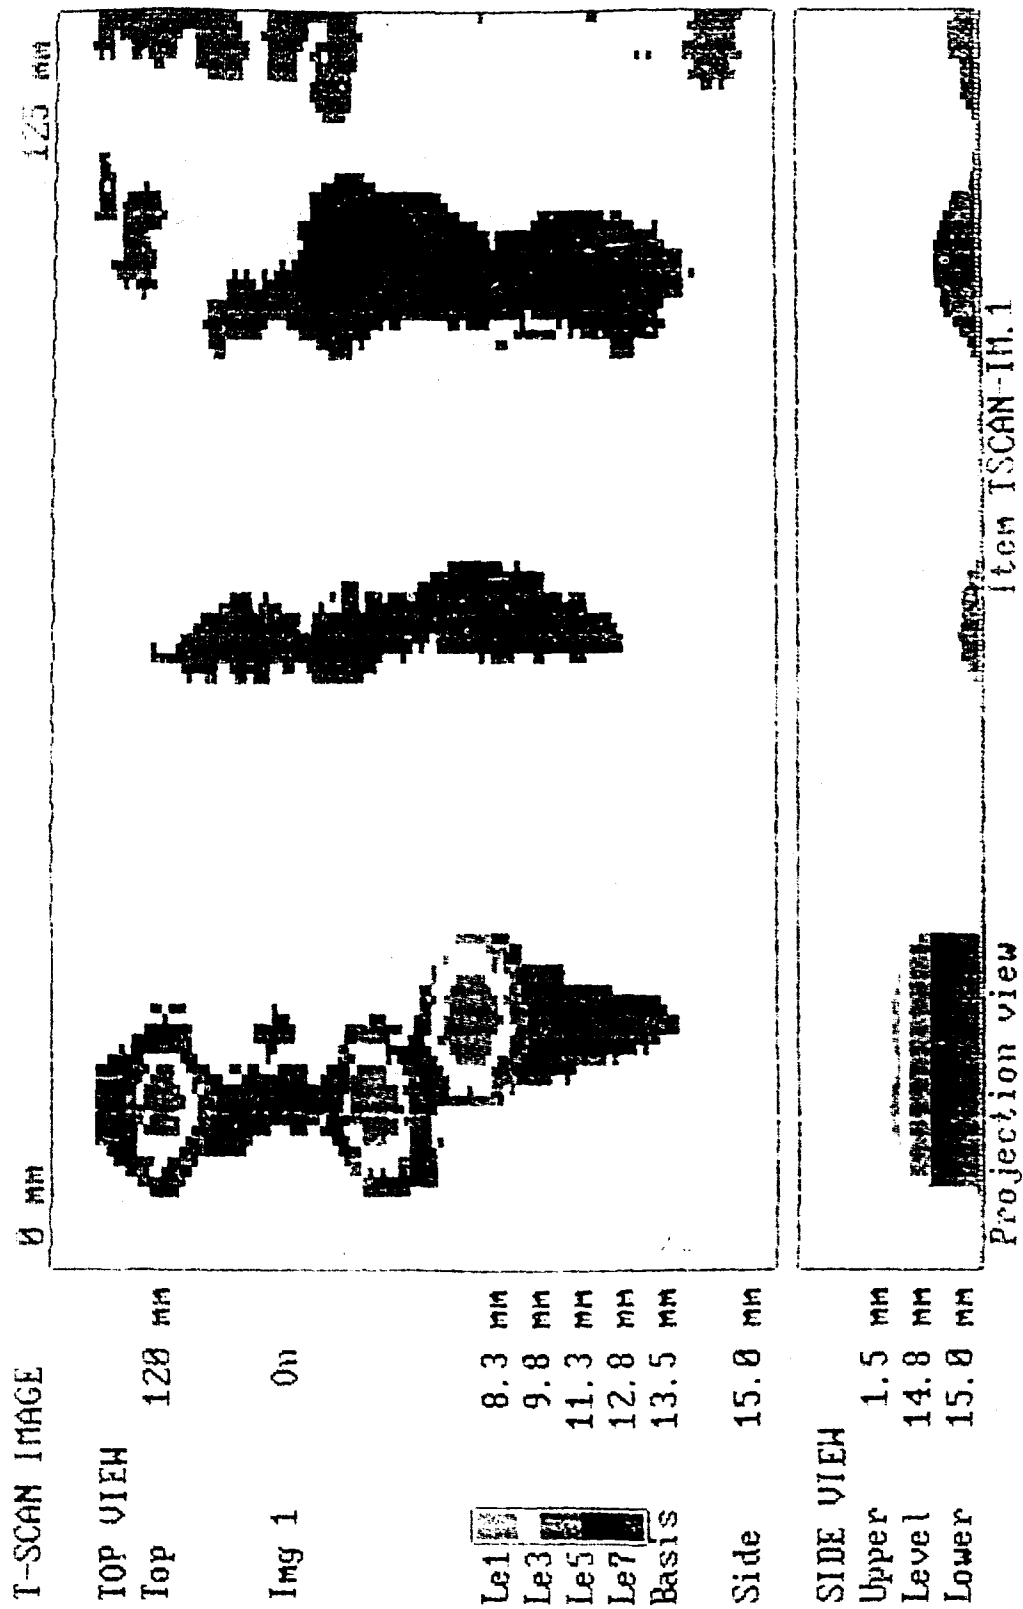 T-SCAN IMAGE
0 mm
125 mm
TOP VIEW
Top 120 mm
Img 1 On
Le1 8.3 mm
Le3 9.8 mm
Le5 11.3 mm
Le7 12.8 mm
Basis 13.5 mm
Side 15.0 mm
SIDE VIEW
Upper 1.5 mm
Level 14.8 mm
Lower 15.0 mm
Projection view
Item TSCAN-IM.1